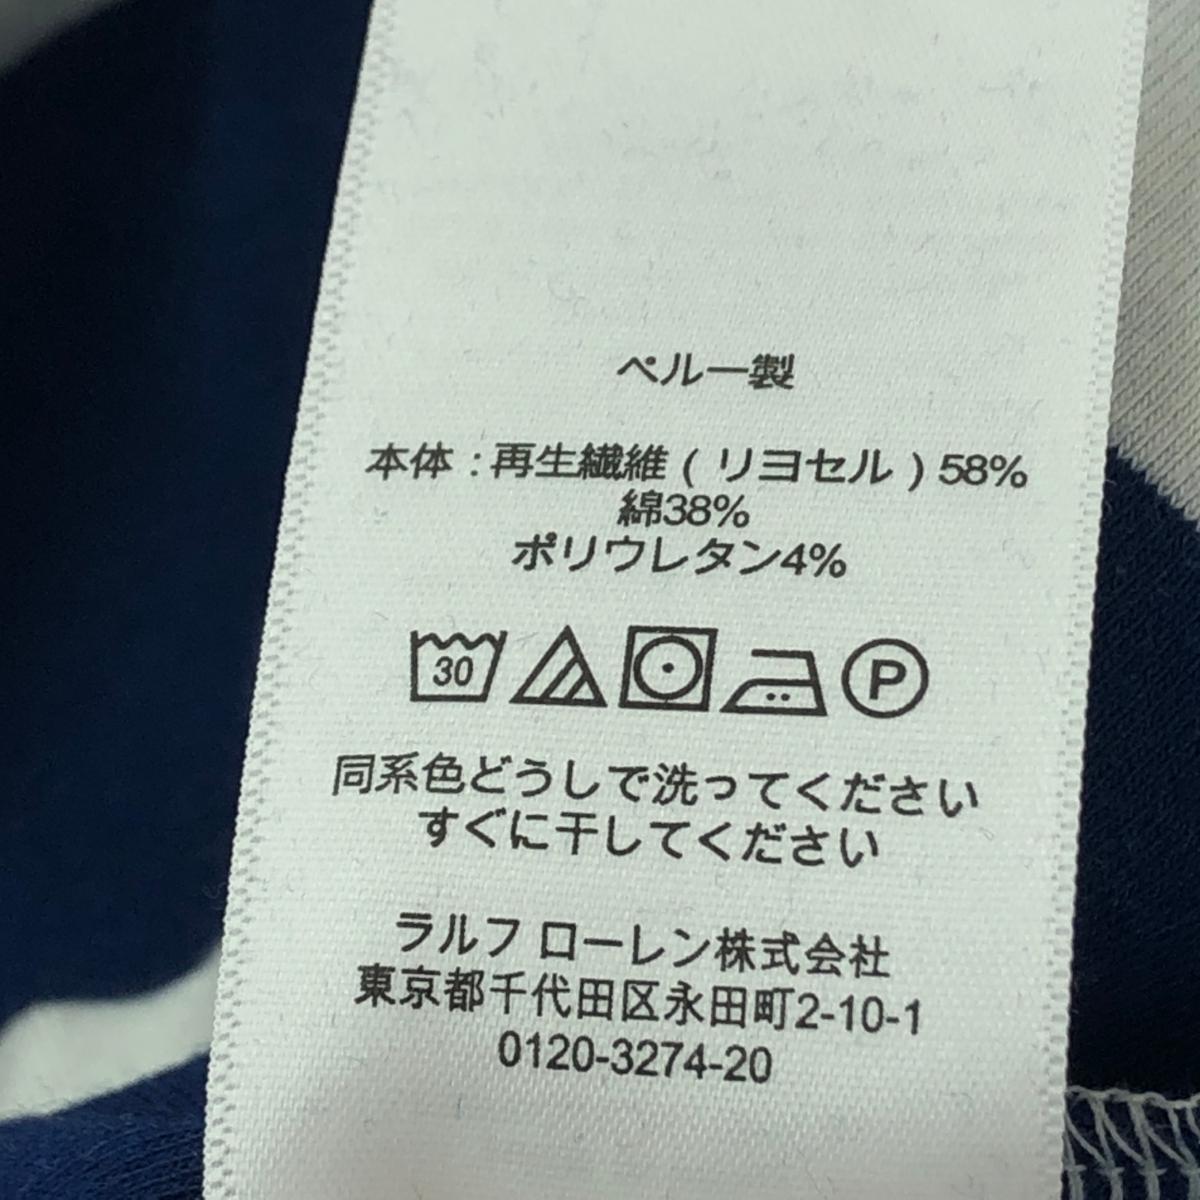 ペルー製
本体：再生繊維（リヨセル）58%
綿38%
ポリウレタン4%
30 P
同系色どうしで洗ってください
すぐに干してください
ラルフ ローレン株式会社
東京都千代田区永田町2-10-1
0120-3274-20